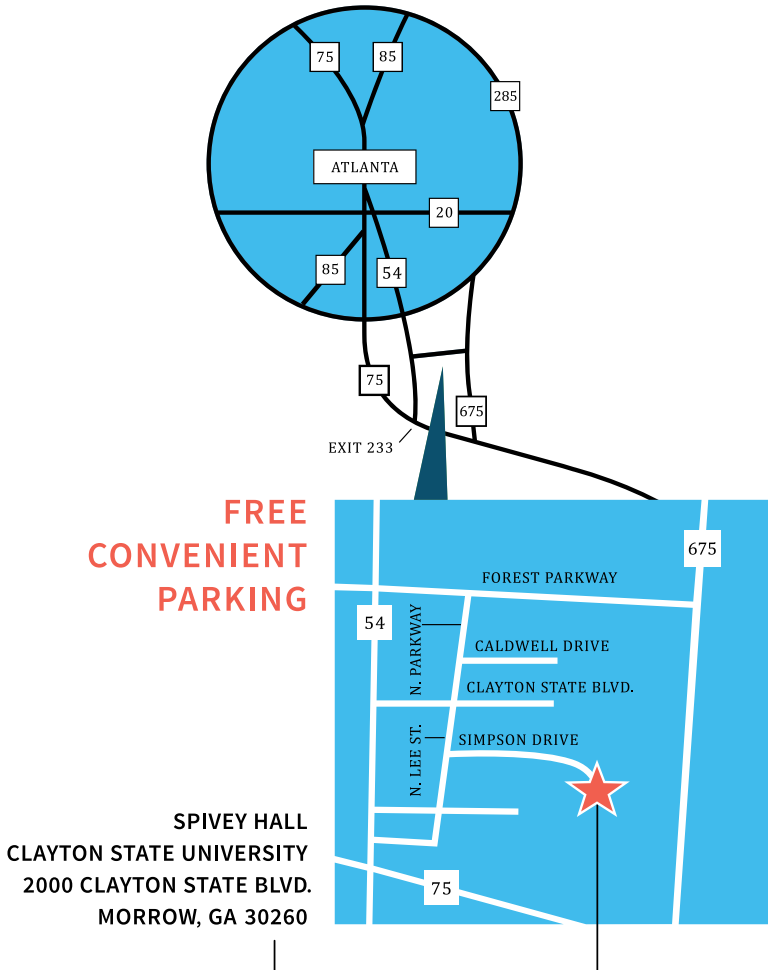 75
85
285
ATLANTA
20
85
54
75
675
EXIT 233
FREE
CONVENIENT
PARKING
675
FOREST PARKWAY
54
N. PARKWAY
CALDWELL DRIVE
CLAYTON STATE BLVD.
N. LEE ST.
SIMPSON DRIVE
SPIVEY HALL
CLAYTON STATE UNIVERSITY
2000 CLAYTON STATE BLVD.
MORROW, GA 30260
75